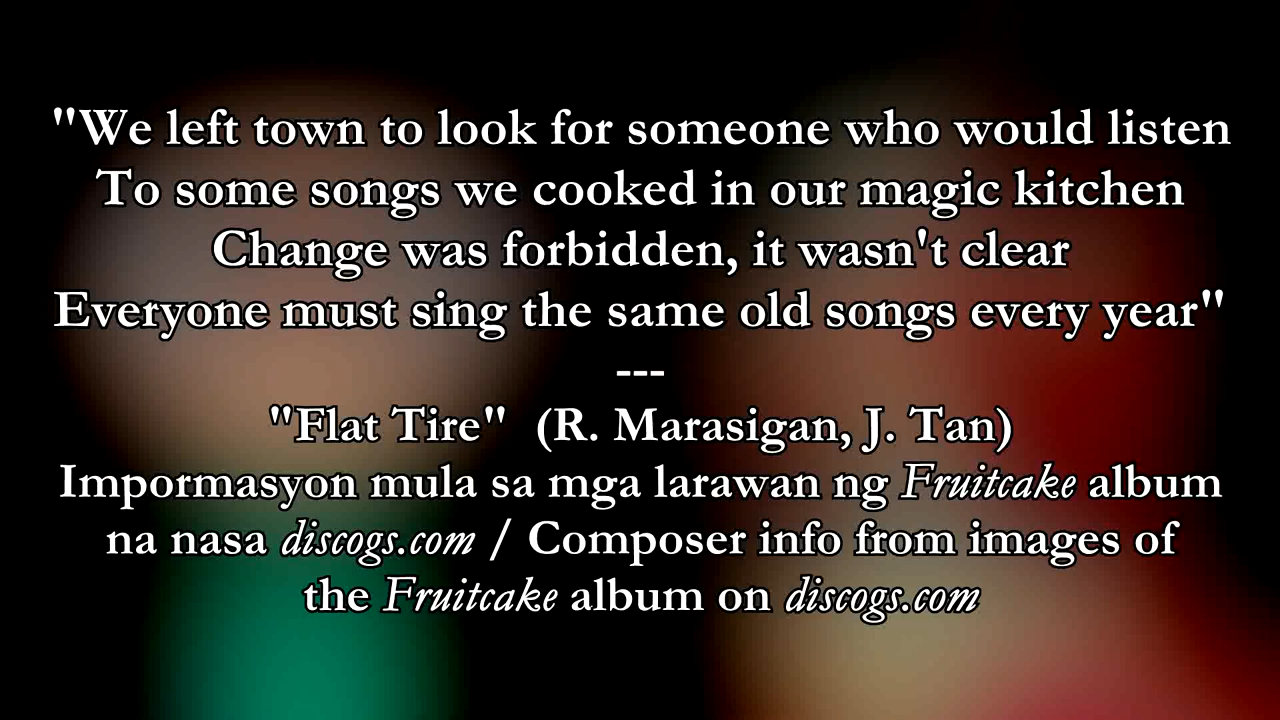 "We left town to look for someone who would listen
To some songs we cooked in our magic kitchen
Change was forbidden, it wasn't clear
Everyone must sing the same old songs every year"
---
"Flat Tire"  (R. Marasigan, J. Tan)
Impormasyon mula sa mga larawan ng Fruitcake album
na nasa discogs.com / Composer info from images of
the Fruitcake album on discogs.com